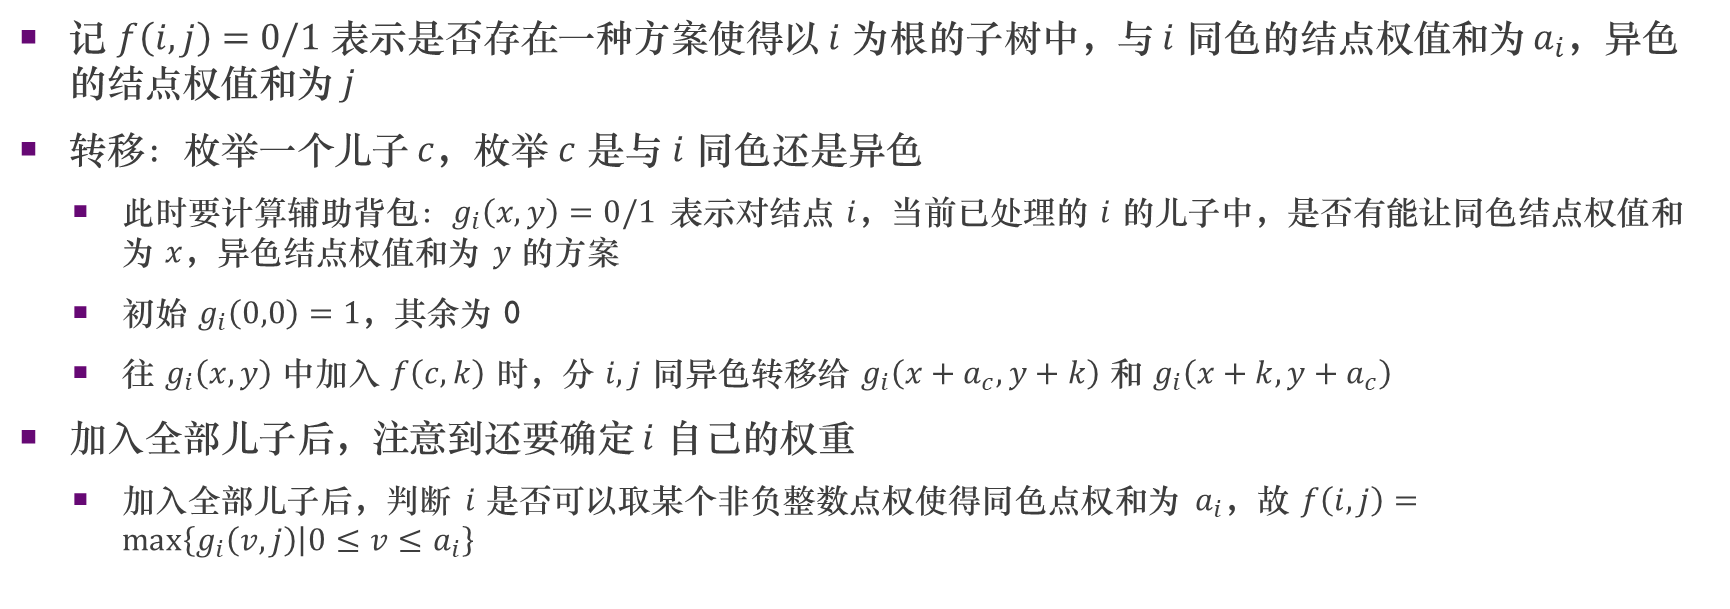 ▪ 记 f(i,j) = 0/1 表示是否存在一种方案使得以 i 为根的子树中，与 i 同色的结点权值和为 aᵢ，异色
的结点权值和为 j
▪ 转移：枚举一个儿子 c，枚举 c 是与 i 同色还是异色
▪ 此时要计算辅助背包：gᵢ(x,y) = 0/1 表示对结点 i，当前已处理的 i 的儿子中，是否有能让同色结点权值和
为 x，异色结点权值和为 y 的方案
▪ 初始 gᵢ(0,0) = 1，其余为 0
▪ 往 gᵢ(x,y) 中加入 f(c,k) 时，分 i,j 同异色转移给 gᵢ(x + a_c,y + k) 和 gᵢ(x + k,y + a_c)
▪ 加入全部儿子后，注意到还要确定 i 自己的权重
▪ 加入全部儿子后，判断 i 是否可以取某个非负整数点权使得同色点权和为 aᵢ，故 f(i,j) =
max{gᵢ(v,j)|0 ≤ v ≤ aᵢ}